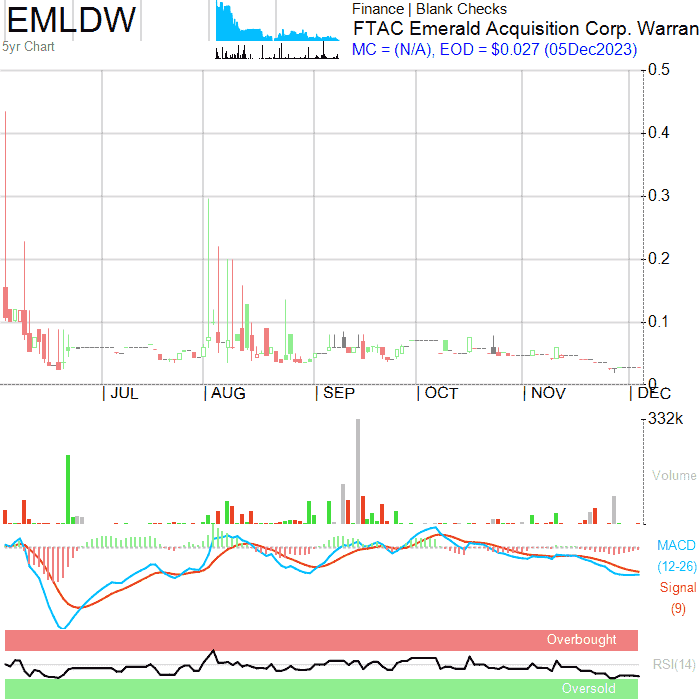 EMLDW
5yr Chart
Finance | Blank Checks
FTAC Emerald Acquisition Corp. Warran
MC = (N/A), EOD = $0.027 (05Dec2023)
0.5
0.4
0.3
0.2
0.1
0
| JUL | AUG | SEP | OCT | NOV | DEC
332k
Volume
MACD
(12-26)
Signal
(9)
Overbought
RSI(14)
Oversold